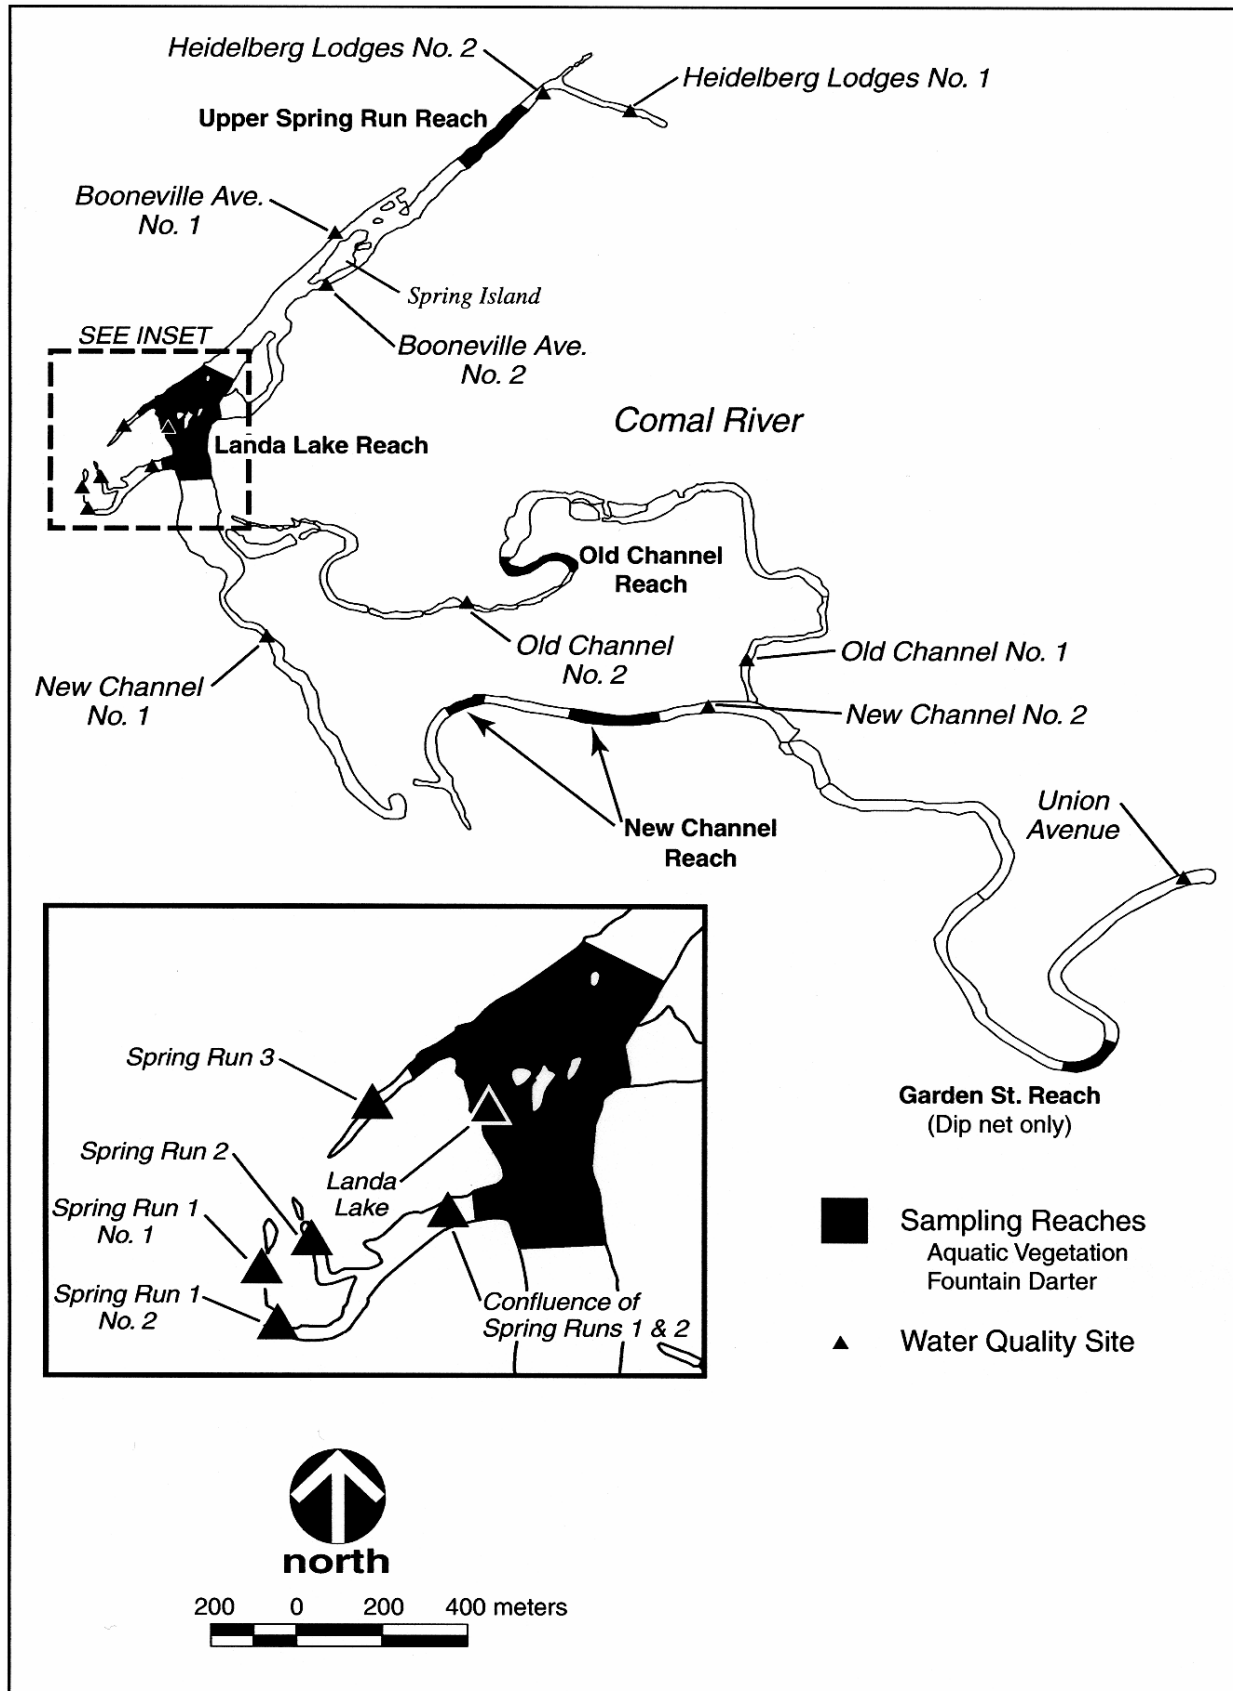 Heidelberg Lodges No. 2
Heidelberg Lodges No. 1
Upper Spring Run Reach
Booneville Ave.
No. 1
Spring Island
SEE INSET
Booneville Ave.
No. 2
Comal River
Landa Lake Reach
Old Channel
Reach
Old Channel
No. 2
Old Channel No. 1
New Channel
No. 1
New Channel No. 2
Union
Avenue
New Channel
Reach
Garden St. Reach
(Dip net only)
Spring Run 3
Spring Run 2
Landa
Lake
Spring Run 1
No. 1
Spring Run 1
No. 2
Confluence of
Spring Runs 1 & 2
Sampling Reaches
Aquatic Vegetation
Fountain Darter
Water Quality Site
north
200 0 200 400 meters